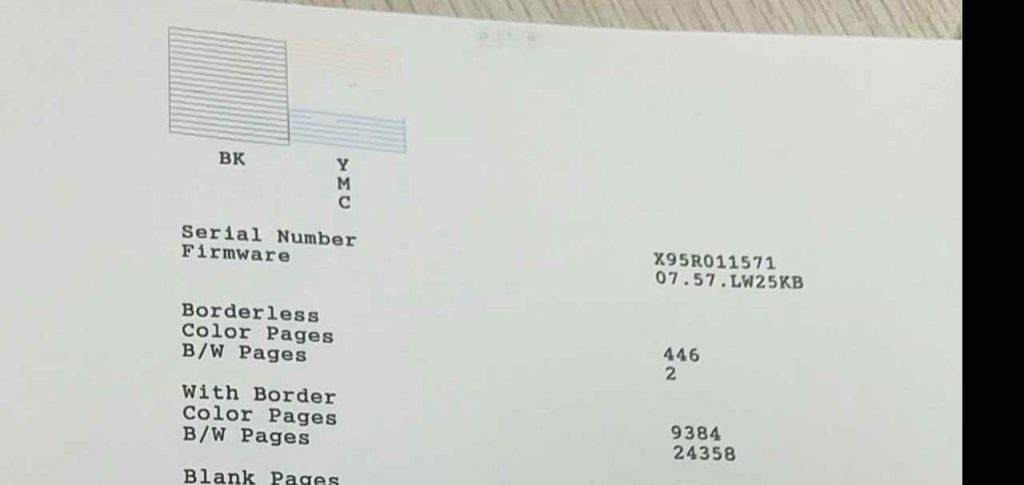 BK
Y
M
C
Serial Number X95R011571
Firmware 07.57.LW25KB
Borderless
Color Pages 446
B/W Pages 2
With Border
Color Pages 9384
B/W Pages 24358
Blank Pages